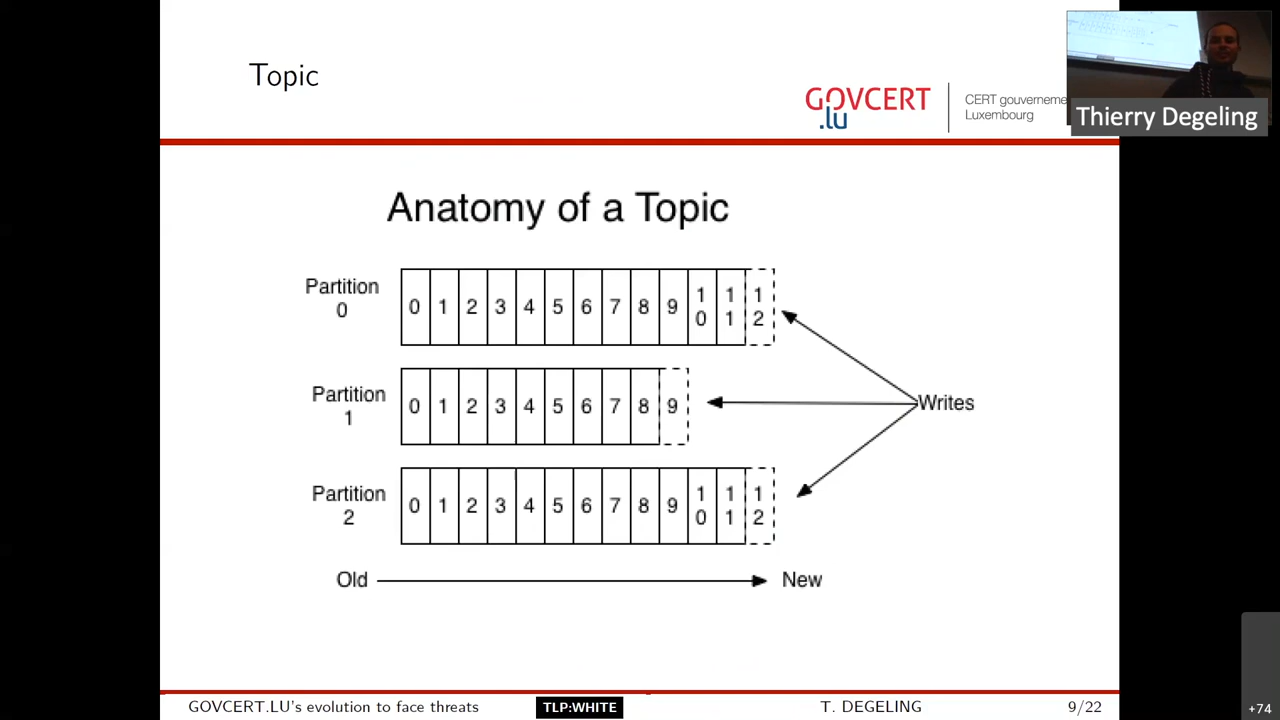 Topic
GOVCERT
.lu
CERT gouverneme
Luxembourg
Thierry Degeling
Anatomy of a Topic
Partition
0
0 1 2 3 4 5 6 7 8 9 10 11 12
Partition
1
0 1 2 3 4 5 6 7 8 9
Writes
Partition
2
0 1 2 3 4 5 6 7 8 9 10 11 12
Old New
GOVCERT.LU's evolution to face threats TLP:WHITE T. DEGELING 9/22
+74